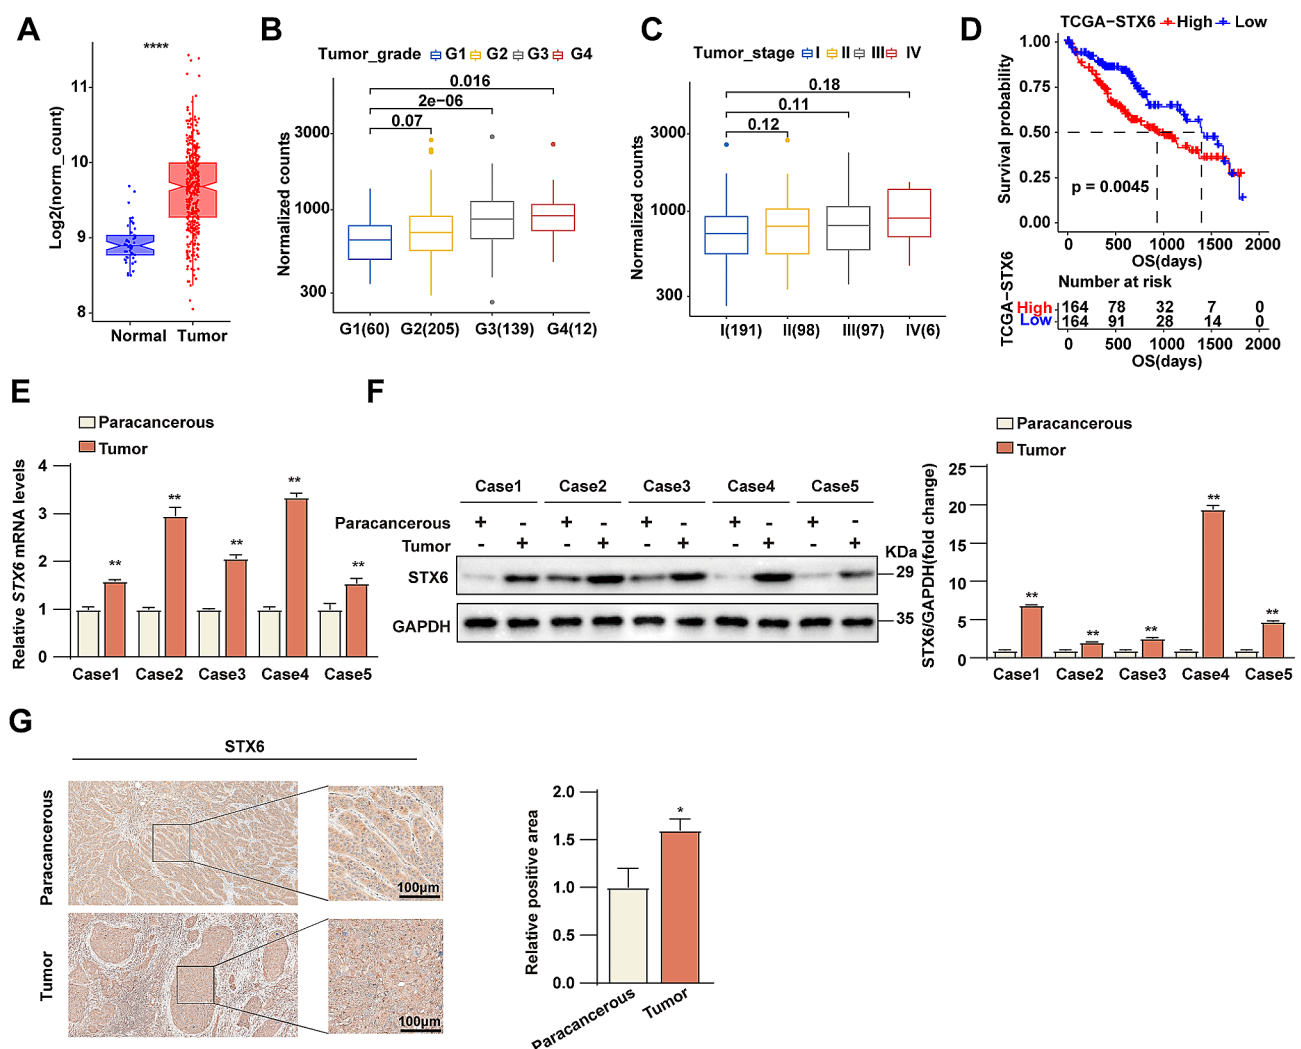 A
****
Log2(norm_count)
11
10
9
8
Normal Tumor
B
Tumor_grade G1 G2 G3 G4
0.016
2e−06
0.07
Normalized counts
3000
1000
300
G1(60) G2(205) G3(139) G4(12)
C
Tumor_stage I II III IV
0.18
0.11
0.12
Normalized counts
3000
1000
300
I(191) II(98) III(97) IV(6)
D
TCGA−STX6 High Low
Survival probability
1.00
0.75
0.50
0.25
0.00
p = 0.0045
0 500 1000 1500 2000
OS(days)
Number at risk
TCGA−STX6
High 164 78 32 7 0
Low 164 91 28 14 0
0 500 1000 1500 2000
OS(days)
E
Paracancerous
Tumor
Relative STX6 mRNA levels
4
3
2
1
0
** ** ** ** **
Case1 Case2 Case3 Case4 Case5
F
Case1 Case2 Case3 Case4 Case5
Paracancerous + - + - + - + - + -
Tumor - + - + - + - + - +
KDa
STX6 29
GAPDH 35
Paracancerous
Tumor
STX6/GAPDH(fold change)
25
20
15
10
5
0
** ** ** ** **
Case1 Case2 Case3 Case4 Case5
G
STX6
Paracancerous
100μm
Tumor
100μm
Relative positive area
2.0
1.5
1.0
0.5
0.0
*
Paracancerous Tumor